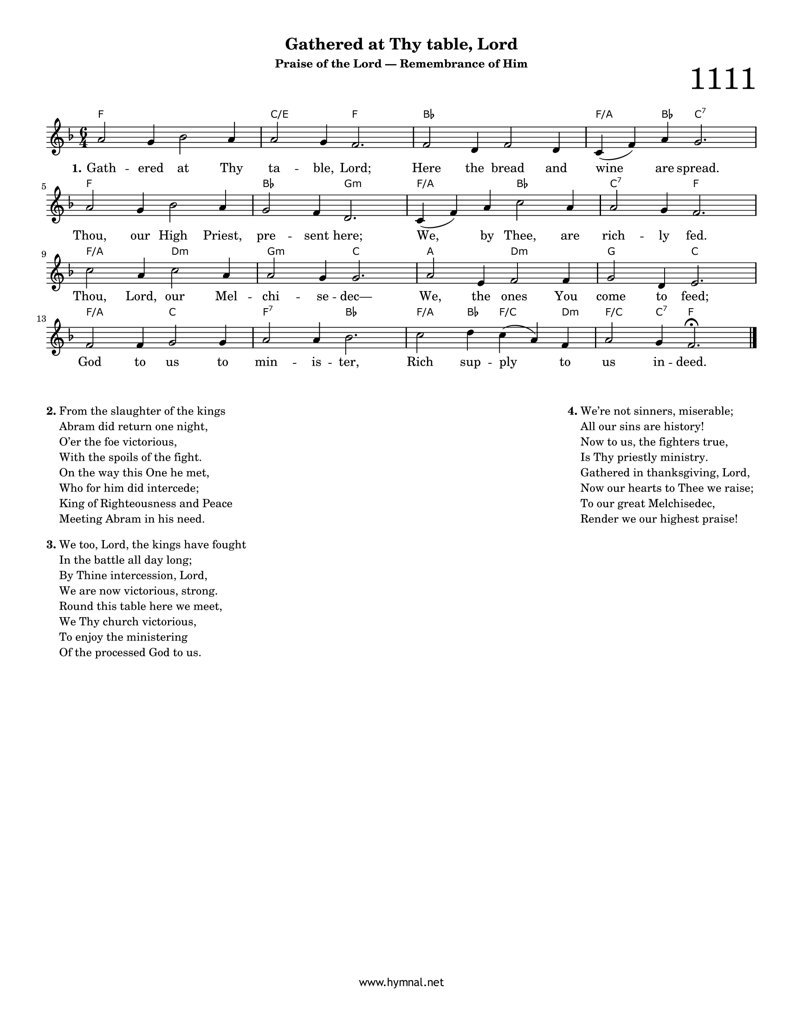 Gathered at Thy table, Lord
Praise of the Lord — Remembrance of Him
1111
F C/E F B♭ F/A B♭ C7
6
4
1. Gath - ered at Thy ta - ble, Lord; Here the bread and wine are spread.
5
F B♭ Gm F/A B♭ C7 F
Thou, our High Priest, pre - sent here; We, by Thee, are rich - ly fed.
9
F/A Dm Gm C A Dm G C
Thou, Lord, our Mel - chi - se - dec— We, the ones You come to feed;
13
F/A C F7 B♭ F/A B♭ F/C Dm F/C C7 F
God to us to min - is - ter, Rich sup - ply to us in - deed.
2. From the slaughter of the kings
Abram did return one night,
O'er the foe victorious,
With the spoils of the fight.
On the way this One he met,
Who for him did intercede;
King of Righteousness and Peace
Meeting Abram in his need.
3. We too, Lord, the kings have fought
In the battle all day long;
By Thine intercession, Lord,
We are now victorious, strong.
Round this table here we meet,
We Thy church victorious,
To enjoy the ministering
Of the processed God to us.
4. We're not sinners, miserable;
All our sins are history!
Now to us, the fighters true,
Is Thy priestly ministry.
Gathered in thanksgiving, Lord,
Now our hearts to Thee we raise;
To our great Melchisedec,
Render we our highest praise!
www.hymnal.net